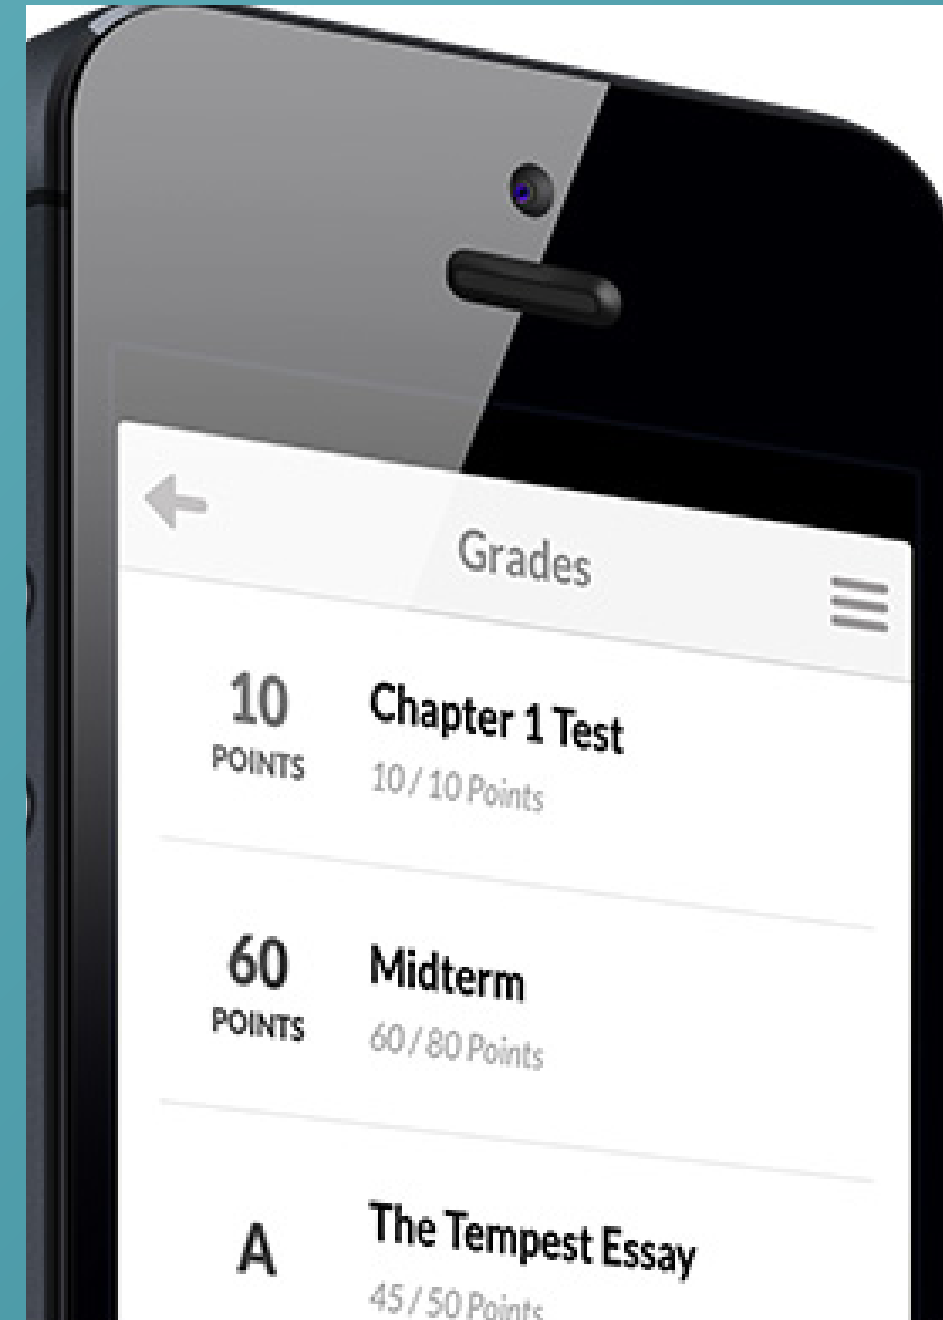 Grades
10
POINTS
Chapter 1 Test
10 / 10 Points
60
POINTS
Midterm
60 / 80 Points
A
The Tempest Essay
45 / 50 Points